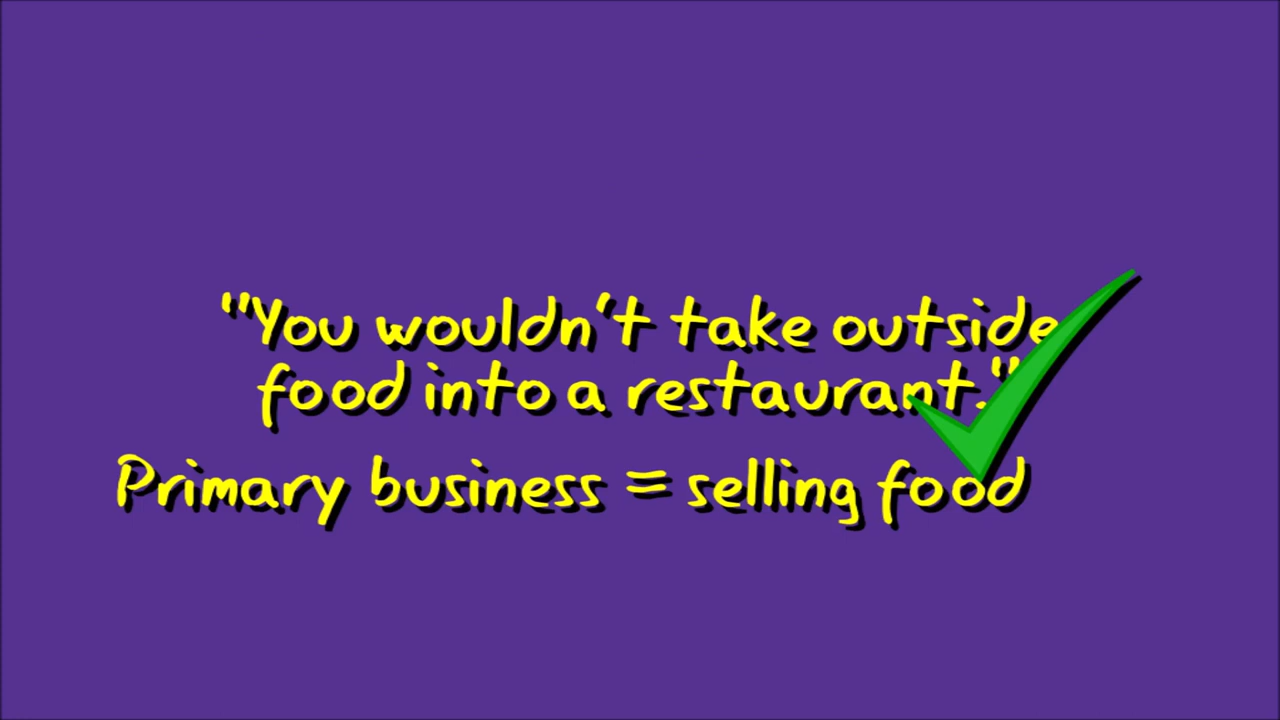 "You wouldn't take outside
food into a restaurant."
Primary business = selling food